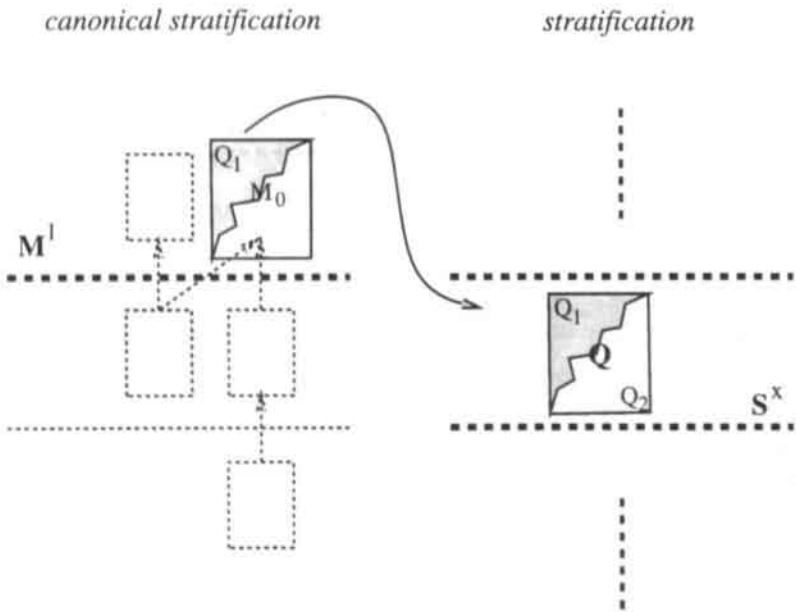 canonical stratification
stratification
Q1
M0
M1
Q1
Q
Q2
Sx